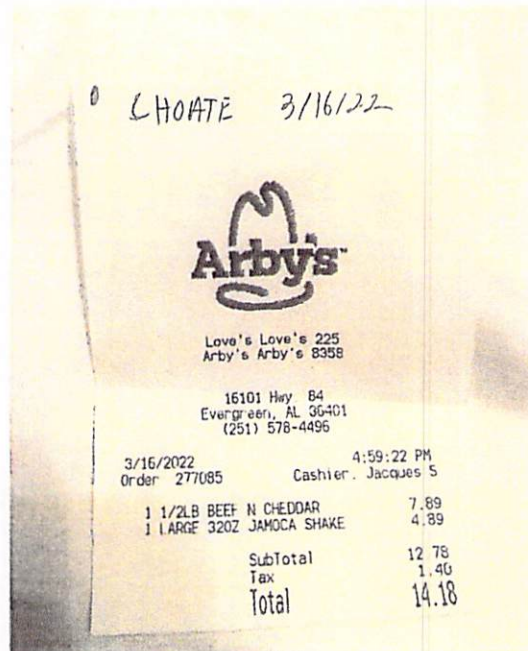 CHOATE 3/16/22
Arby's™
Love's Love's 225
Arby's Arby's 8358
16101 Hwy 84
Evergreen, AL 36401
(251) 578-4496
3/16/2022 4:59:22 PM
Order 277085 Cashier. Jacques S
1 1/2LB BEEF N CHEDDAR 7.89
1 LARGE 32OZ JAMOCA SHAKE 4.89
SubTotal 12.78
Tax 1.40
Total 14.18